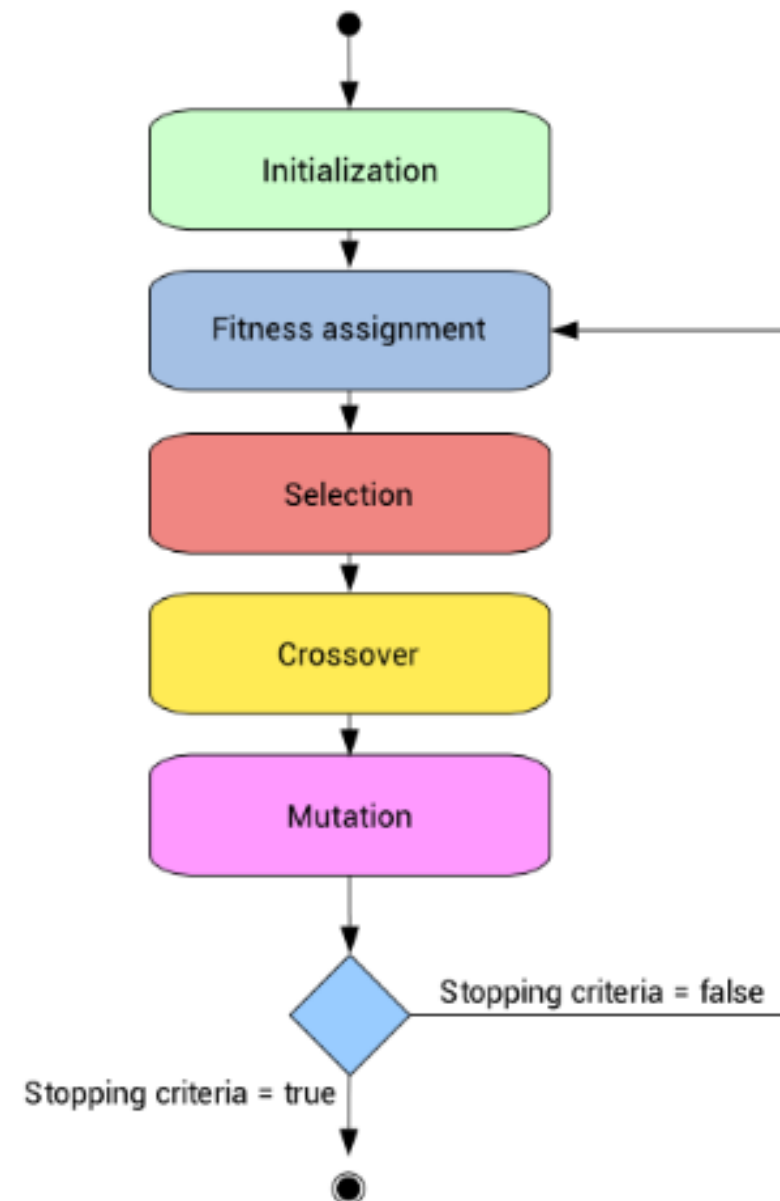 Initialization
Fitness assignment
Selection
Crossover
Mutation
Stopping criteria = false
Stopping criteria = true